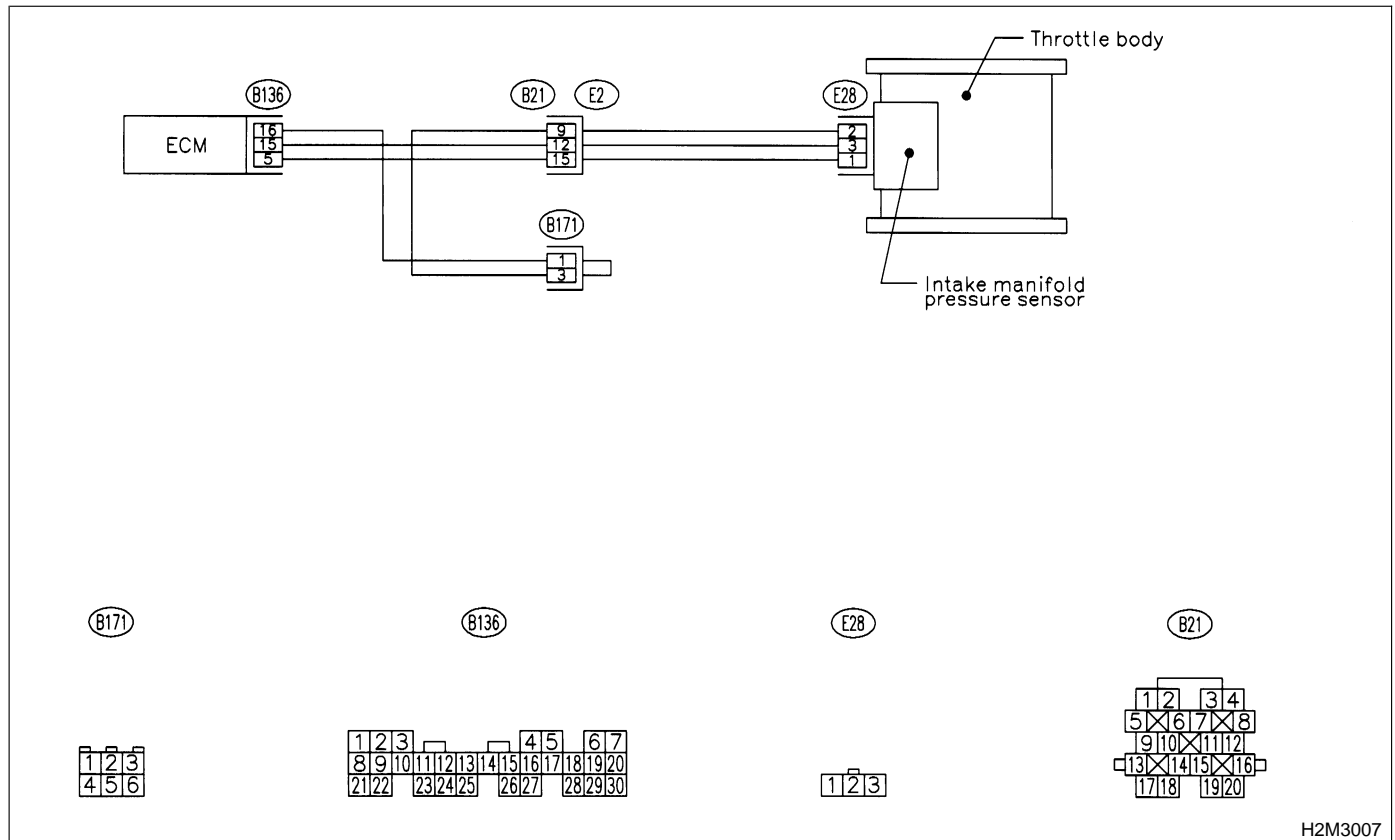 Throttle body
B136
B21
E2
E28
ECM
16
15
5
9
12
15
2
3
1
B171
1
3
Intake manifold
pressure sensor
B171
B136
E28
B21
1 2 3
4 5 6
1 2 3 4 5 6 7
8 9 10 11 12 13 14 15 16 17 18 19 20
21 22 23 24 25 26 27 28 29 30
1 2 3
1 2 3 4
5 6 7 8
9 10 11 12
13 14 15 16
17 18 19 20
H2M3007